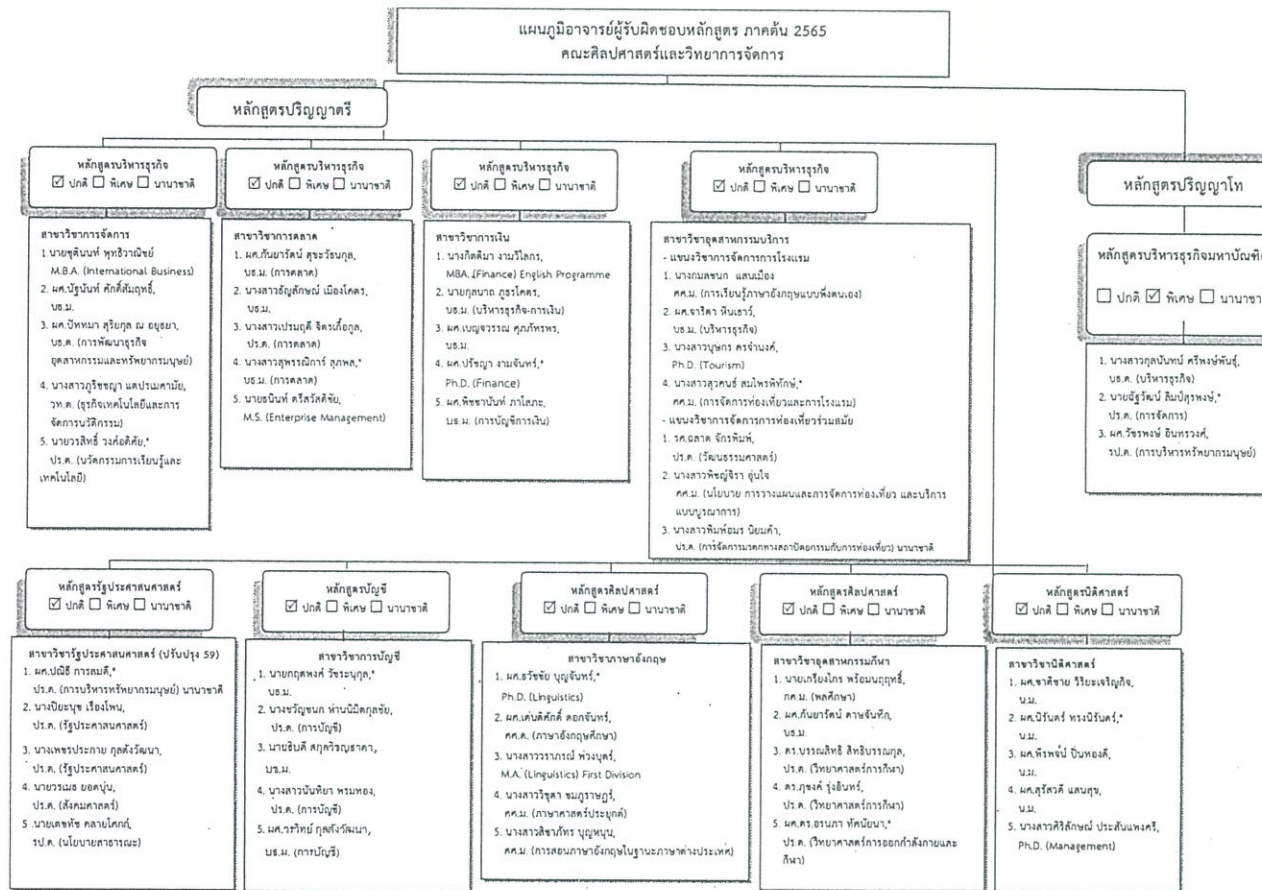 แผนภูมิอาจารย์ผู้รับผิดชอบหลักสูตร ภาคต้น 2565
คณะศิลปศาสตร์และวิทยาการจัดการ
หลักสูตรปริญญาตรี
หลักสูตรบริหารธุรกิจ
☑ ปกติ ☐ พิเศษ ☐ นานาชาติ
สาขาวิชาการจัดการ
1.นายชุตินนท์ พุทธิวาณิชย์
M.B.A. (International Business)
2. ผศ.นัฐนันท์ ศักดิ์สัมฤทธิ์,
บธ.ม.
3. ผศ.ปัททมา สุริยกุล ณ อยุธยา,
บธ.ด. (การพัฒนาธุรกิจ
อุตสาหกรรมและทรัพยากรมนุษย์)
4. นางสาวภูริชชญา แดปรเมศามัย,
วท.ด. (ธุรกิจเทคโนโลยีและการ
จัดการนวัตกรรม)
5. นายวรสิทธิ์ วงศ์อดิศัย,*
ปร.ด. (นวัตกรรมการเรียนรู้และ
เทคโนโลยี)
หลักสูตรบริหารธุรกิจ
☑ ปกติ ☐ พิเศษ ☐ นานาชาติ
สาขาวิชาการตลาด
1. ผศ.กันยารัตน์ สุขะวัธนกุล,
บธ.ม. (การตลาด)
2. นางสาวธัญลักษณ์ เมืองโคตร,
บธ.ม. (การตลาด)
3. นางสาวเปรมฤดี จิตรเกื้อกูล,
ปร.ด. (การตลาด)
4. นางสาวสุพรรณิการ์ สุภพล,*
บธ.ม. (การตลาด)
5. นายธนินท์ ตรีสวัสดิชัย,
M.S. (Enterprise Management)
หลักสูตรบริหารธุรกิจ
☑ ปกติ ☐ พิเศษ ☐ นานาชาติ
สาขาวิชาการเงิน
1. นางกิตติมา งามวิไลกร,
MBA. (Finance) English Programme
2. นายกุลนาถ ภูธรโคตร,
บธ.ม. (บริหารธุรกิจ-การเงิน)
3. ผศ.เบญจวรรณ ศุภภัทรพร,
บธ.ม.
4. ผศ.ปรัชญา งามจันทร์,*
Ph.D. (Finance)
5. ผศ.พิชชานันท์ ภาโสภะ,
บธ.ม. (การบัญชีการเงิน)
หลักสูตรบริหารธุรกิจ
☑ ปกติ ☐ พิเศษ ☐ นานาชาติ
สาขาวิชาอุตสาหกรรมบริการ
- แขนงวิชาการจัดการการโรงแรม
1. นางกมลชนก แสนเมือง
ศศ.ม. (การเรียนรู้ภาษาอังกฤษแบบพึ่งตนเอง)
2. ผศ.จาริตา หินเธาว์,
บธ.ม. (บริหารธุรกิจ)
3. นางสาวบุษกร ดรจำนงค์,
Ph.D. (Tourism)
4. นางสาวสุวคนธ์ สมไพรพิทักษ์,*
ศศ.ม. (การจัดการท่องเที่ยวและการโรงแรม)
- แขนงวิชาการจัดการการท่องเที่ยวร่วมสมัย
1. รศ.ฉลาด จักรพิมพ์,
ปร.ด. (วัฒนธรรมศาสตร์)
2. นางสาวพิชญ์จิรา อุ่นใจ
ศศ.ม. (นโยบาย การวางแผนและการจัดการท่องเที่ยว และบริการ
แบบบูรณาการ)
3. นางสาวพิมพ์อมร นิยมค้า,
ปร.ด. (การจัดการมรดกทางสถาปัตยกรรมกับการท่องเที่ยว) นานาชาติ
หลักสูตรปริญญาโท
หลักสูตรบริหารธุรกิจมหาบัณฑิต
☐ ปกติ ☑ พิเศษ ☐ นานาชา
1. นางสาวกุลนันทน์ ศรีพงษ์พันธุ์,
บธ.ด. (บริหารธุรกิจ)
2. นายฉัฐวัฒน์ ลิมป์สุรพงษ์,*
ปร.ด. (การจัดการ)
3. ผศ.วัชรพงษ์ อินทรวงศ์,
รป.ด. (การบริหารทรัพยากรมนุษย์)
หลักสูตรรัฐประศาสนศาสตร์
☑ ปกติ ☐ พิเศษ ☐ นานาชาติ
สาขาวิชารัฐประศาสนศาสตร์ (ปรับปรุง 59)
1. ผศ.ปณิธี การสมดี,*
ปร.ด. (การบริหารทรัพยากรมนุษย์) นานาชาติ
2. นางปิยะนุช เรืองโพน,
ปร.ด. (รัฐประศาสนศาสตร์)
3. นางเพชรประกาย กุลตังวัฒนา,
ปร.ด. (รัฐประศาสนศาสตร์)
4. นายวรเมธ ยอดบุ่น,
ปร.ด. (สังคมศาสตร์)
5. นายเดชทัช คลายโศกก์,
รป.ด. (นโยบายสาธารณะ)
หลักสูตรบัญชี
☑ ปกติ ☐ พิเศษ ☐ นานาชาติ
สาขาวิชาการบัญชี
1. นายกฤตพงศ์ วัชระนุกุล,*
บธ.ม.
2. นางขวัญชนก ห่านนิมิตกุลชัย,
ปร.ด. (การบัญชี)
3. นายธิบดี สกุลวิชญธาดา,
บช.ม.
4. นางสาวนันทิยา พรมทอง,
ปร.ด. (การบัญชี)
5. ผศ.วรวิทย์ กุลตังวัฒนา,
บธ.ม. (การบัญชี)
หลักสูตรศิลปศาสตร์
☑ ปกติ ☐ พิเศษ ☐ นานาชาติ
สาขาวิชาภาษาอังกฤษ
1. ผศ.ธวัชชัย บุญจันทร์,*
Ph.D. (Linguistics)
2. ผศ.เด่นติศักดิ์ ดอกจันทร์,
ศศ.ด. (ภาษาอังกฤษศึกษา)
3. นางสาววราภรณ์ พ่วงบุตร์,
M.A. (Linguistics) First Division
4. นางสาววิชุตา ชมภูราษฎร์,
ศศ.ม. (ภาษาศาสตร์ประยุกต์)
5. นางสาวสิชาภัทร บุญหนุน,
ศศ.ม. (การสอนภาษาอังกฤษในฐานะภาษาต่างประเทศ)
หลักสูตรศิลปศาสตร์
☑ ปกติ ☐ พิเศษ ☐ นานาชาติ
สาขาวิชาอุตสาหกรรมกีฬา
1. นายเกรียงไกร พร้อมนฤฤทธิ์,
กศ.ม. (พลศึกษา)
2. ผศ.กันยารัตน์ ดาษจันทึก,
บธ.ม.
3. ดร.บรรณสิทธิ สิทธิบรรณกุล,
ปร.ด. (วิทยาศาสตร์การกีฬา)
4. ดร.ภูชงค์ รุ่งอินทร์,
ปร.ด. (วิทยาศาสตร์การกีฬา)
5. ผศ.ดร.อรนภา ทัศนัยนา,*
ปร.ด. (วิทยาศาสตร์การออกกำลังกายและ
กีฬา)
หลักสูตรนิติศาสตร์
☑ ปกติ ☐ พิเศษ ☐ นานาชาติ
สาขาวิชานิติศาสตร์
1. ผศ.ชาติชาย วิริยะเจริญกิจ,
น.ม.
2. ผศ.นิรันดร์ ทรงนิรันดร์,*
น.ม.
3. ผศ.พีรพจน์ ปิ่นทองดี,
น.ม.
4. ผศ.สุรัสวดี แสนสุข,
น.ม.
5. นางสาวศิริลักษณ์ ประสันแพงศรี,
Ph.D. (Management)